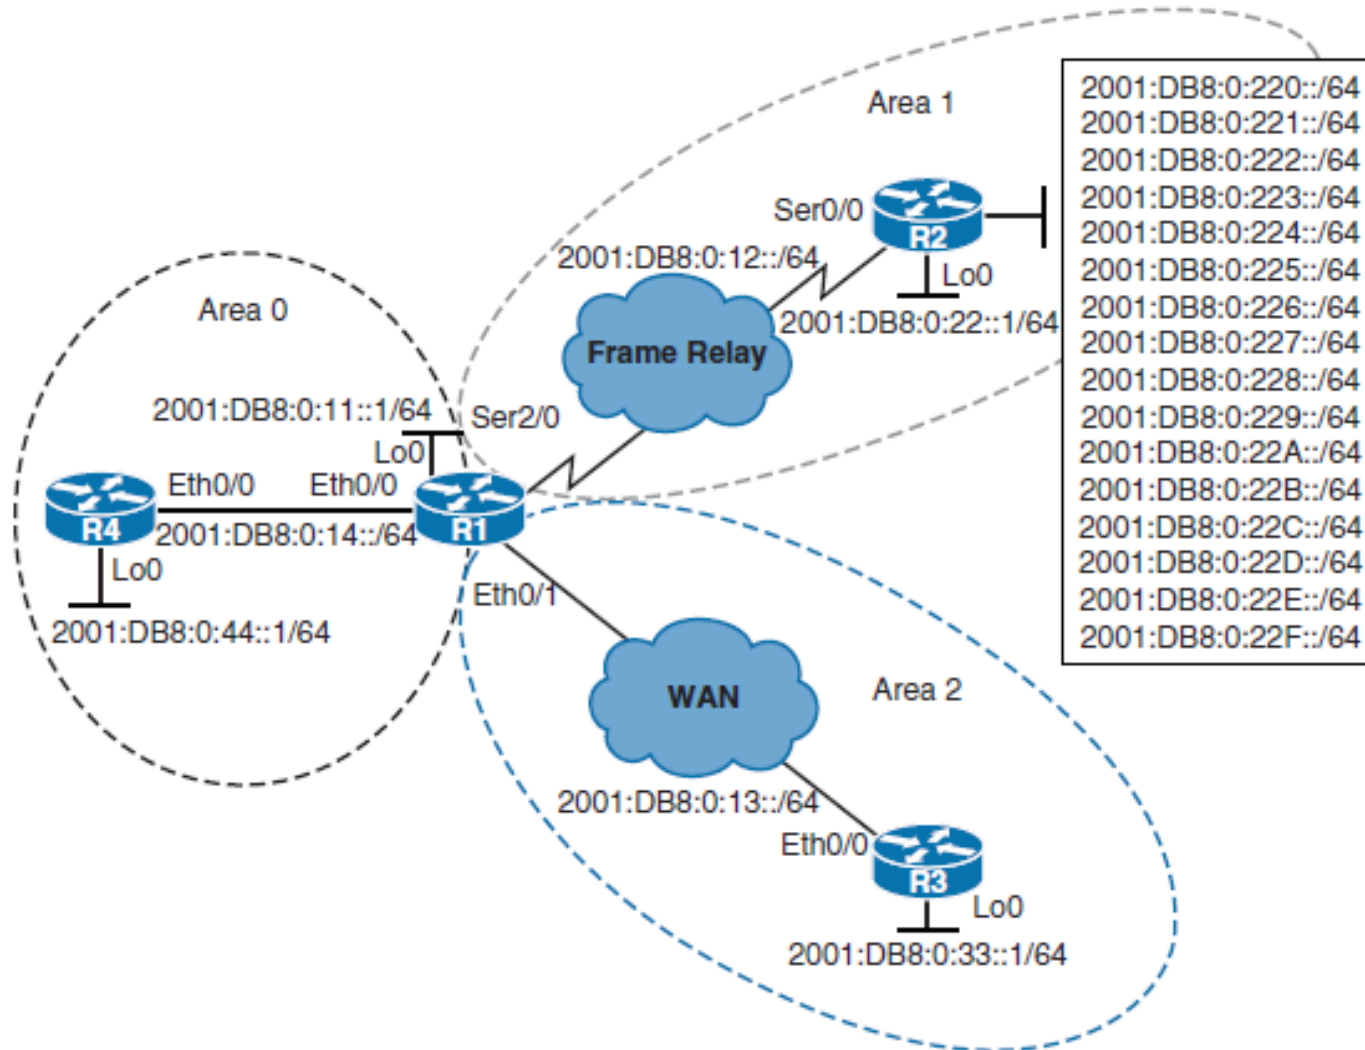 Area 1
2001:DB8:0:220::/64
2001:DB8:0:221::/64
2001:DB8:0:222::/64
2001:DB8:0:223::/64
2001:DB8:0:224::/64
2001:DB8:0:225::/64
2001:DB8:0:226::/64
2001:DB8:0:227::/64
2001:DB8:0:228::/64
2001:DB8:0:229::/64
2001:DB8:0:22A::/64
2001:DB8:0:22B::/64
2001:DB8:0:22C::/64
2001:DB8:0:22D::/64
2001:DB8:0:22E::/64
2001:DB8:0:22F::/64
Ser0/0
R2
2001:DB8:0:12::/64
Lo0
2001:DB8:0:22::1/64
Frame Relay
Area 0
2001:DB8:0:11::1/64
Ser2/0
Lo0
Eth0/0
Eth0/0
R4
R1
2001:DB8:0:14::/64
Lo0
2001:DB8:0:44::1/64
Eth0/1
WAN
Area 2
2001:DB8:0:13::/64
Eth0/0
R3
Lo0
2001:DB8:0:33::1/64